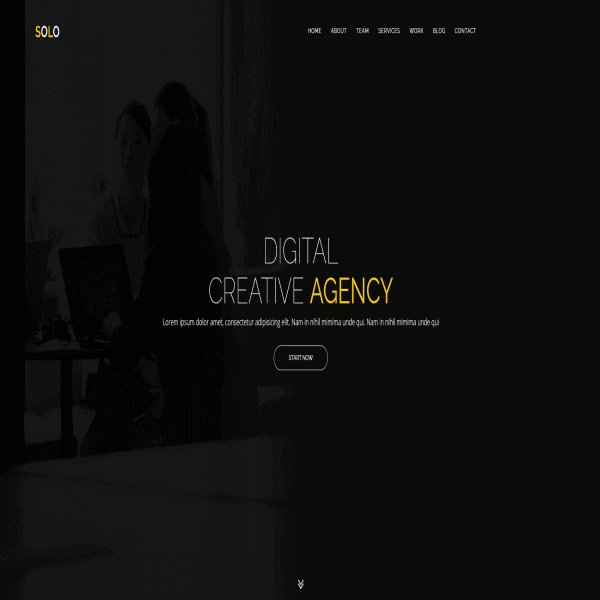 SOLO
HOME ABOUT TEAM SERVICES WORK BLOG CONTACT
DIGITAL
CREATIVE AGENCY
Lorem ipsum dolor amet, consectetur adipisicing elit. Nam in nihil mimima unde qui. Nam in nihil mimima unde qui
START NOW